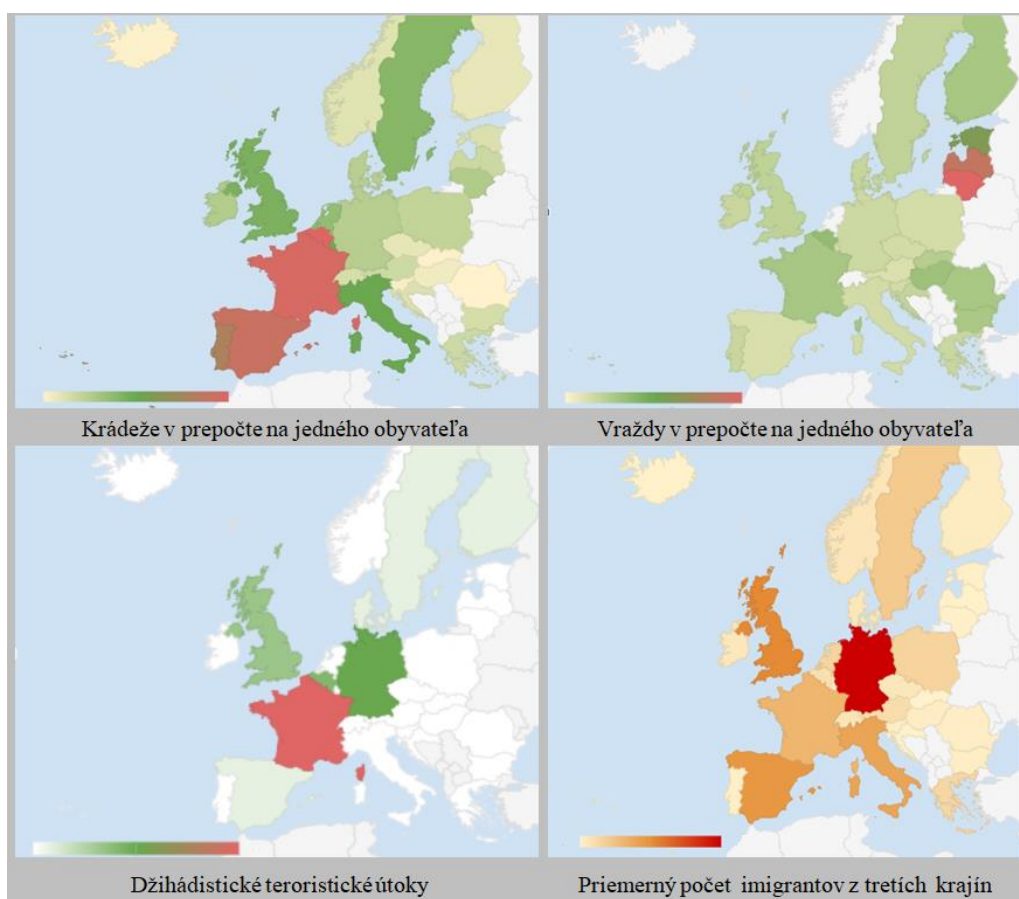 Krádeže v prepočte na jedného obyvateľa
Vraždy v prepočte na jedného obyvateľa
Džihádistické teroristické útoky
Priemerný počet imigrantov z tretích krajín